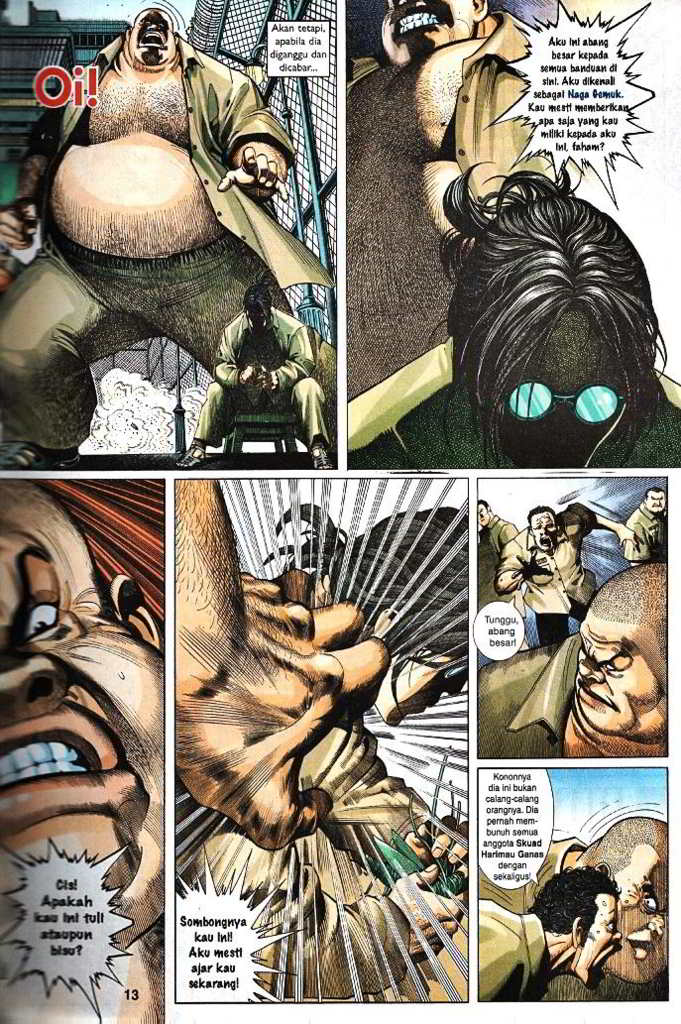 Oi!
Akan tetapi,
apabila dia
diganggu dan
dicabar...
Aku ini abang
besar kepada
semua banduan di
sini. Aku dikenali
sebagai Naga Gemuk.
Kau mesti memberikan
apa saja yang kau
miliki kepada aku
ini, faham?
Cis!
Apakah
kau ini tuli
ataupun
bisu?
13
Sombongnya
kau ini!
Aku mesti
ajar kau
sekarang!
Tunggu,
abang
besar!
Kononnya
dia ini bukan
calang-calang
orangnya. Dia
pernah mem-
bunuh semua
anggota Skuad
Harimau Ganas
dengan
sekaligus!